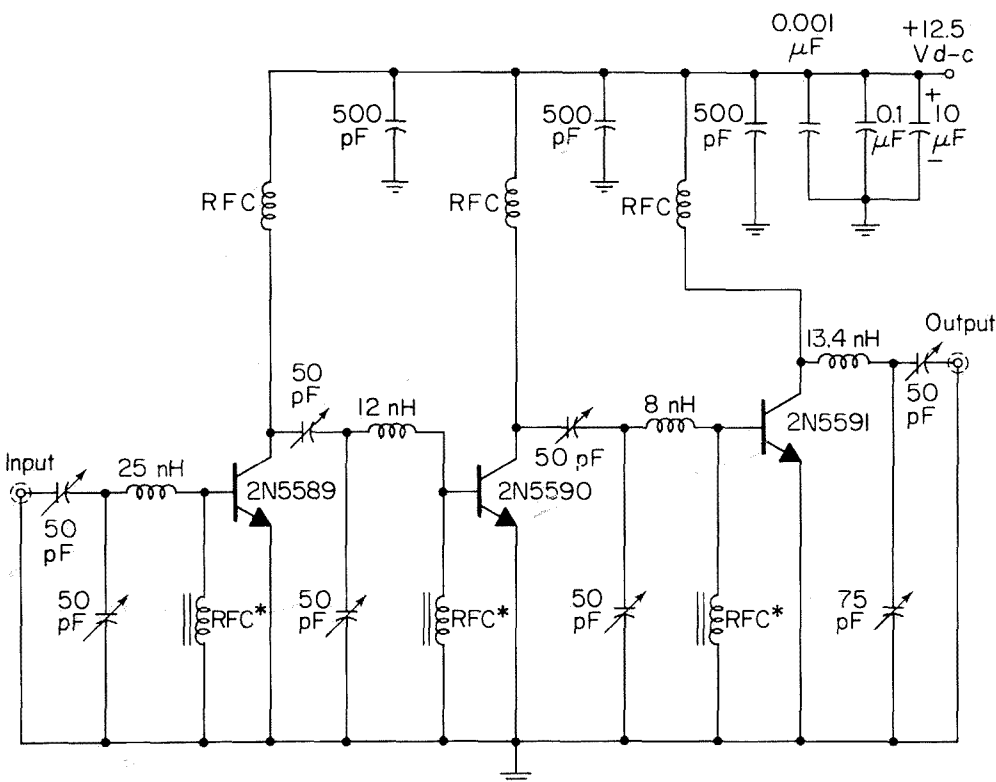 0.001
μF
+12.5
V d-c
500
pF
500
pF
500
pF
0.1
μF
+
10
μF
−
RFC
RFC
RFC
Output
13.4 nH
50
pF
50
pF
12 nH
8 nH
2N5591
50 pF
Input
25 nH
2N5589
2N5590
50
pF
50
pF
RFC*
50
pF
RFC*
50
pF
RFC*
75
pF